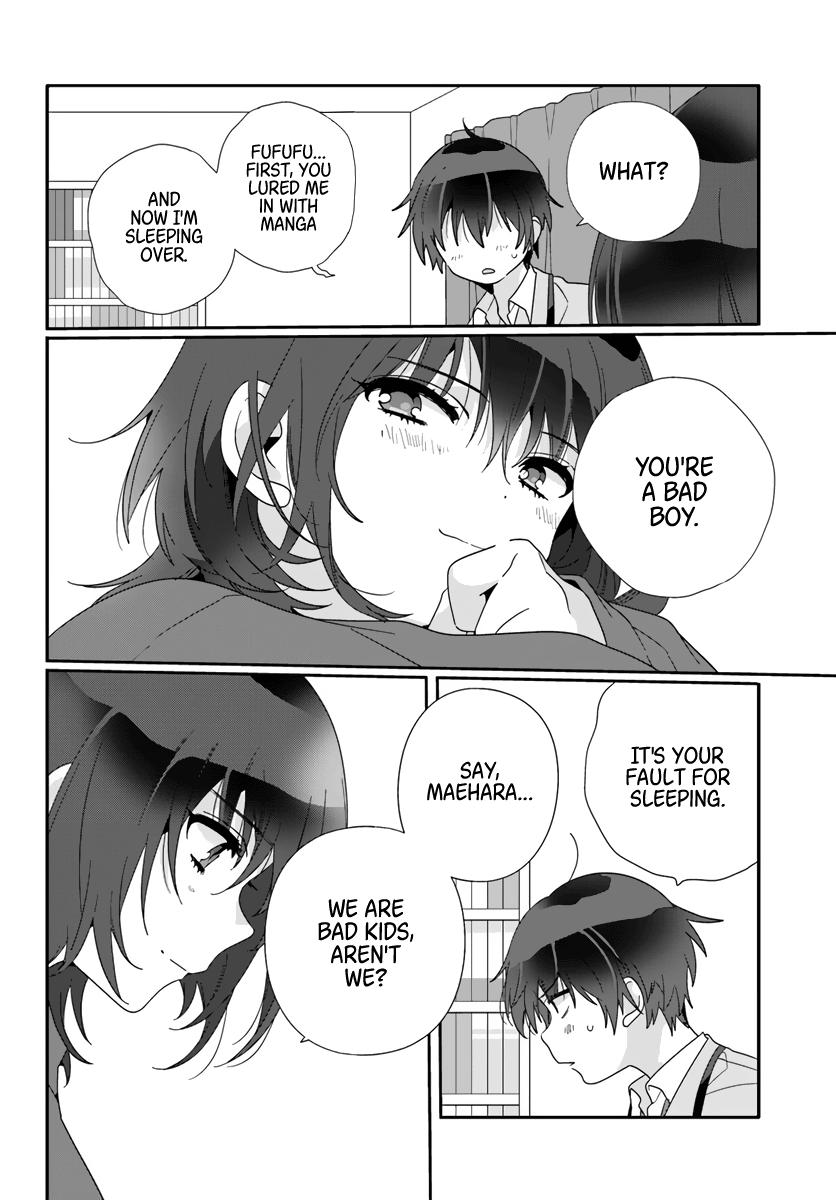 WHAT?
FUFUFU...
FIRST, YOU
LURED ME
IN WITH
MANGA
AND
NOW I'M
SLEEPING
OVER.
YOU'RE
A BAD
BOY.
IT'S YOUR
FAULT FOR
SLEEPING.
SAY,
MAEHARA...
WE ARE
BAD KIDS,
AREN'T
WE?